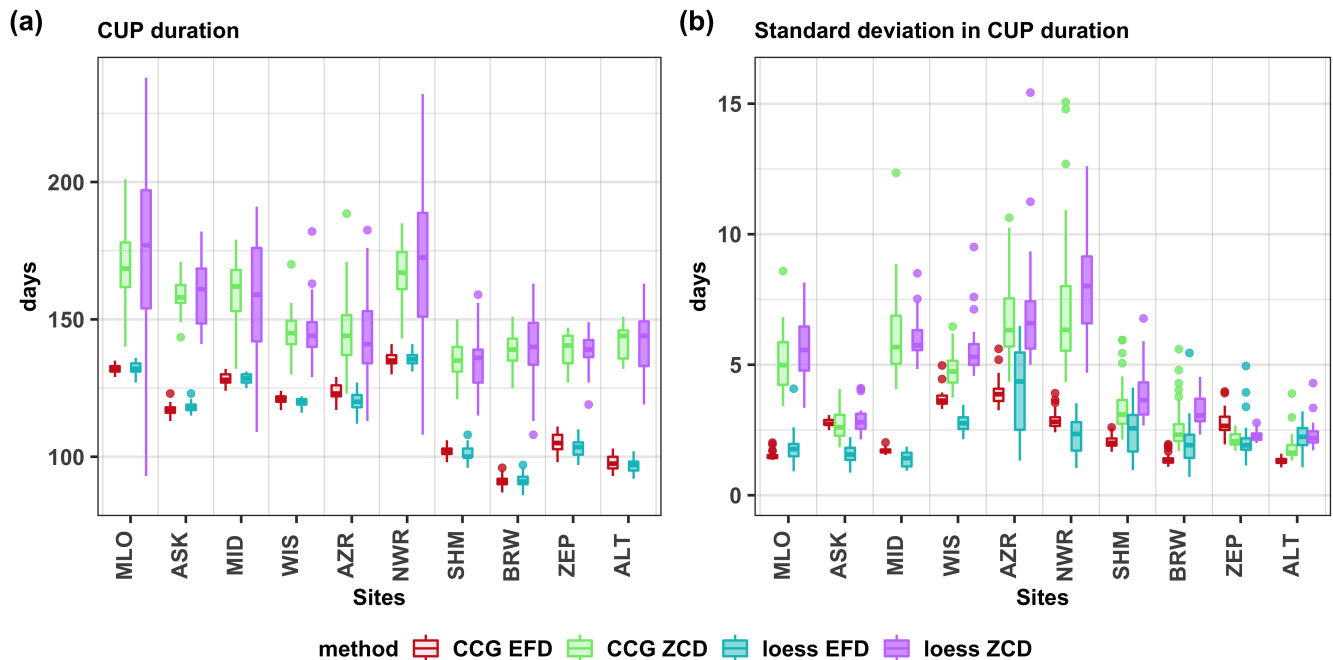 (a)
CUP duration
200
150
100
days
MLO
ASK
MID
WIS
AZR
NWR
SHM
BRW
ZEP
ALT
Sites
(b)
Standard deviation in CUP duration
15
10
5
0
days
MLO
ASK
MID
WIS
AZR
NWR
SHM
BRW
ZEP
ALT
Sites
method CCG EFD CCG ZCD loess EFD loess ZCD